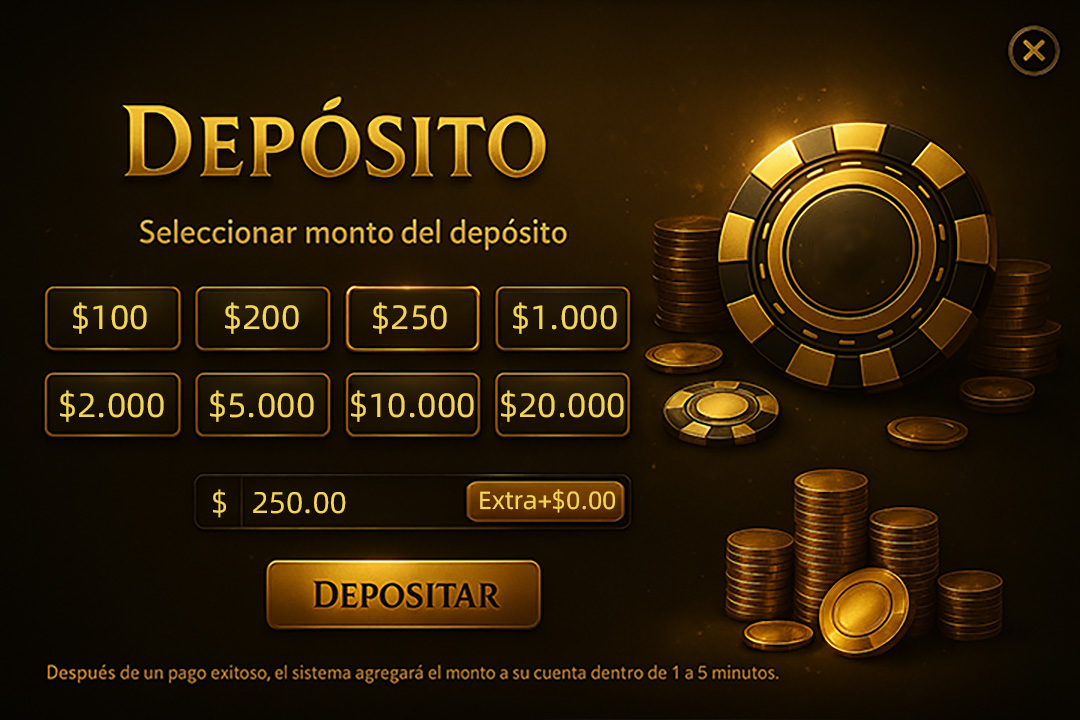 DEPÓSITO
Seleccionar monto del depósito
$100 $200 $250 $1.000
$2.000 $5.000 $10.000 $20.000
$ 250.00 Extra+$0.00
DEPOSITAR
Después de un pago exitoso, el sistema agregará el monto a su cuenta dentro de 1 a 5 minutos.